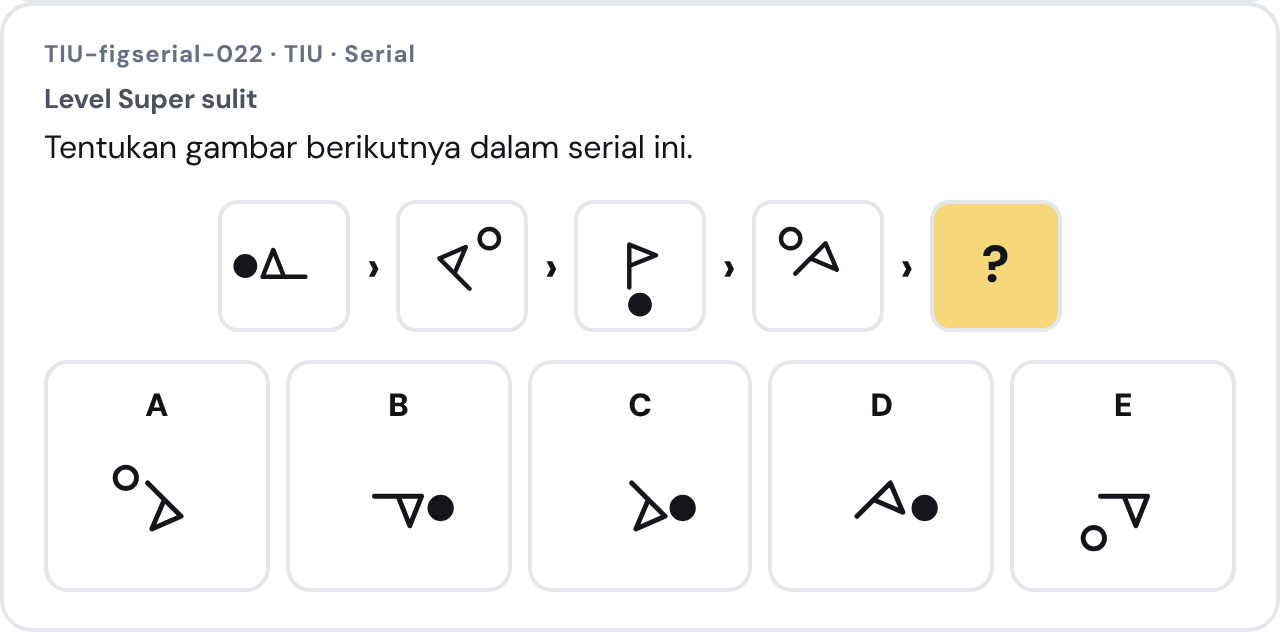 TIU-figserial-022 · TIU · Serial
Level Super sulit
Tentukan gambar berikutnya dalam serial ini.
› › › › ?
A B C D E